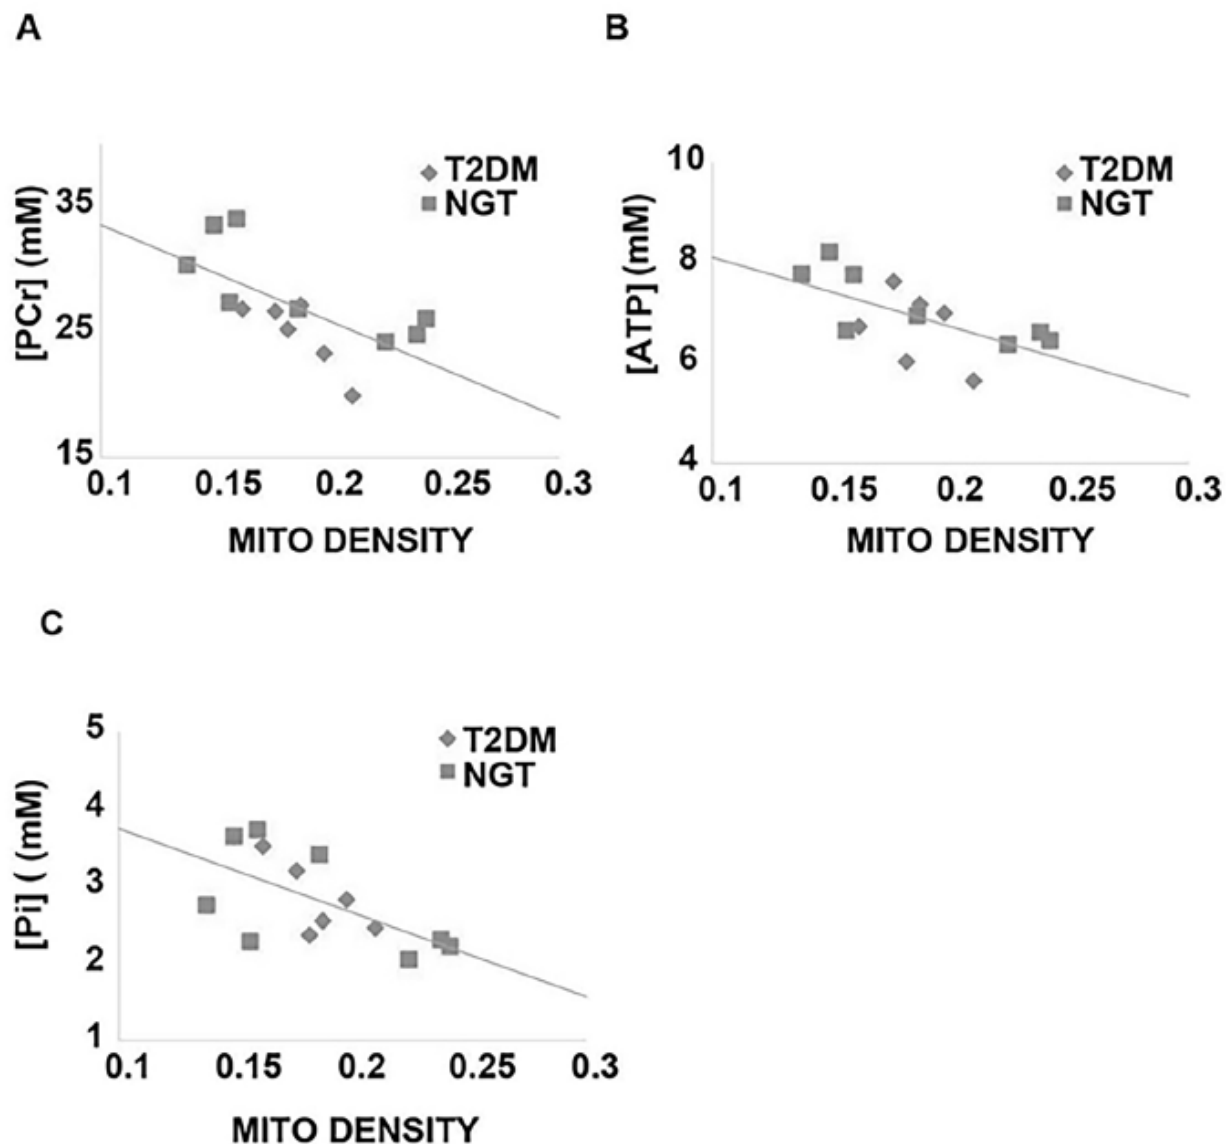 A
B
[PCr] (mM)
35
25
15
T2DM
NGT
0.1 0.15 0.2 0.25 0.3
MITO DENSITY
[ATP] (mM)
10
8
6
4
T2DM
NGT
0.1 0.15 0.2 0.25 0.3
MITO DENSITY
C
[Pi] ( (mM)
5
4
3
2
1
T2DM
NGT
0.1 0.15 0.2 0.25 0.3
MITO DENSITY